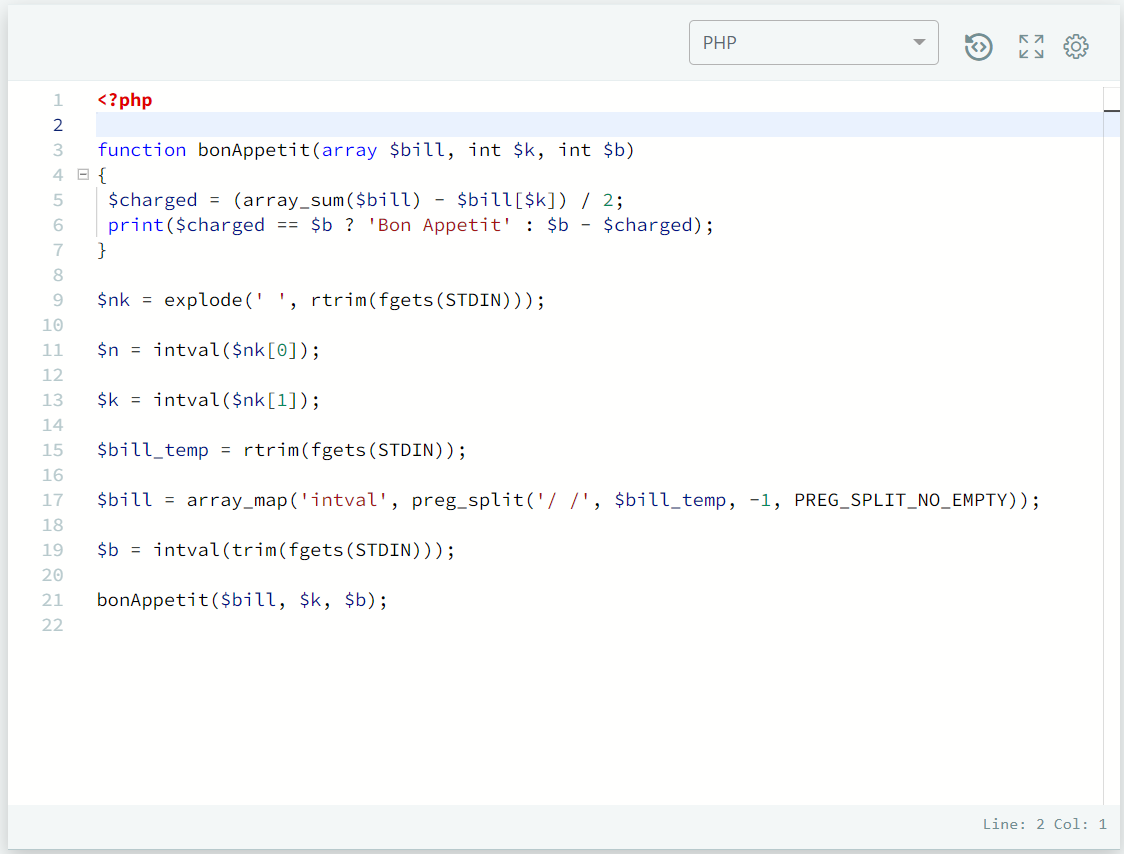 PHP
1 <?php
2
3 function bonAppetit(array $bill, int $k, int $b)
4 {
5 $charged = (array_sum($bill) - $bill[$k]) / 2;
6 print($charged == $b ? 'Bon Appetit' : $b - $charged);
7 }
8
9 $nk = explode(' ', rtrim(fgets(STDIN)));
10
11 $n = intval($nk[0]);
12
13 $k = intval($nk[1]);
14
15 $bill_temp = rtrim(fgets(STDIN));
16
17 $bill = array_map('intval', preg_split('/ /', $bill_temp, -1, PREG_SPLIT_NO_EMPTY));
18
19 $b = intval(trim(fgets(STDIN)));
20
21 bonAppetit($bill, $k, $b);
22
Line: 2 Col: 1